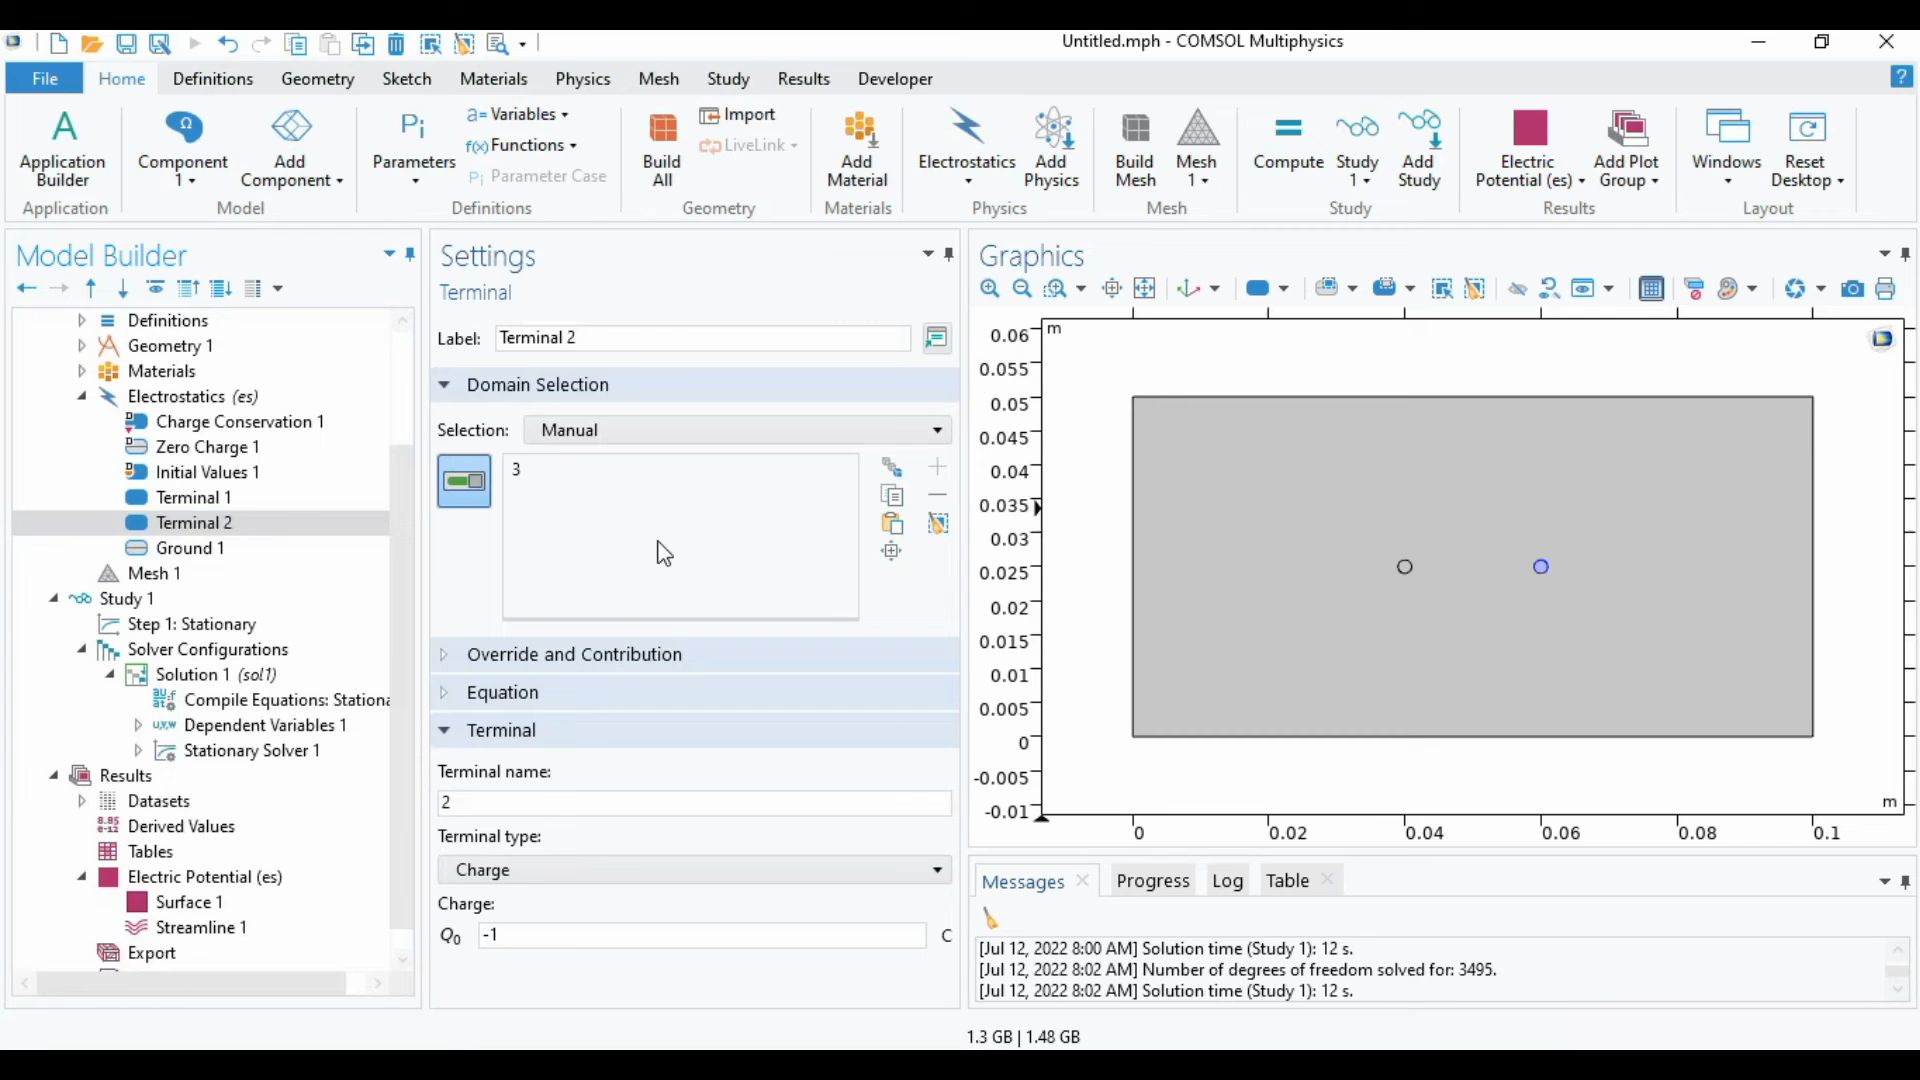 Untitled.mph - COMSOL Multiphysics
File Home Definitions Geometry Sketch Materials Physics Mesh Study Results Developer ?
Application Builder
Application
Component 1
Add Component
Model
Pi
Parameters
a= Variables
f(x) Functions
Pi Parameter Case
Definitions
Build All
Import
LiveLink
Geometry
Add Material
Materials
Electrostatics
Add Physics
Physics
Build Mesh
Mesh 1
Mesh
Compute
Study 1
Add Study
Study
Electric Potential (es)
Add Plot Group
Results
Windows
Reset Desktop
Layout
Model Builder
Definitions
Geometry 1
Materials
Electrostatics (es)
Charge Conservation 1
Zero Charge 1
Initial Values 1
Terminal 1
Terminal 2
Ground 1
Mesh 1
Study 1
Step 1: Stationary
Solver Configurations
Solution 1 (sol1)
Compile Equations: Stationa
Dependent Variables 1
Stationary Solver 1
Results
Datasets
8.85 e-12 Derived Values
Tables
Electric Potential (es)
Surface 1
Streamline 1
Export
Settings
Terminal
Label: Terminal 2
Domain Selection
Selection: Manual
3
Override and Contribution
Equation
Terminal
Terminal name:
2
Terminal type:
Charge
Charge:
Q0 -1 C
Graphics
m
0.06
0.055
0.05
0.045
0.04
0.035
0.03
0.025
0.02
0.015
0.01
0.005
0
-0.005
-0.01
m
0 0.02 0.04 0.06 0.08 0.1
Messages Progress Log Table
[Jul 12, 2022 8:00 AM] Solution time (Study 1): 12 s.
[Jul 12, 2022 8:02 AM] Number of degrees of freedom solved for: 3495.
[Jul 12, 2022 8:02 AM] Solution time (Study 1): 12 s.
1.3 GB | 1.48 GB